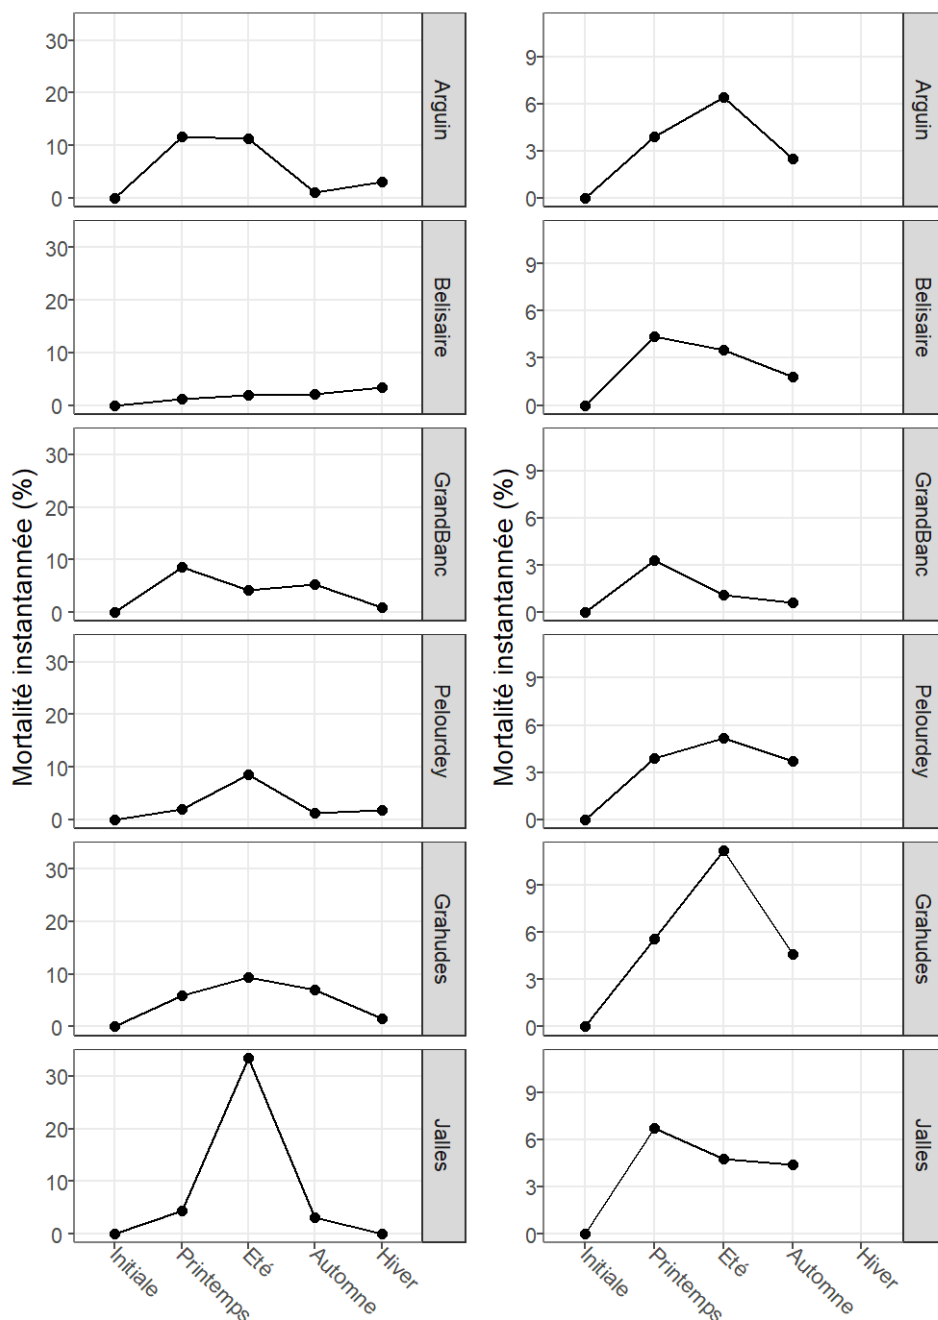 Mortalité instantannée (%)
30
20
10
0
Arguin
30
20
10
0
Belisaire
30
20
10
0
GrandBanc
30
20
10
0
Pelourdey
30
20
10
0
Grahudes
30
20
10
0
Jalles
Initiale
Printemps
Eté
Automne
Hiver
Mortalité instantannée (%)
9
6
3
0
Arguin
9
6
3
0
Belisaire
9
6
3
0
GrandBanc
9
6
3
0
Pelourdey
9
6
3
0
Grahudes
9
6
3
0
Jalles
Initiale
Printemps
Eté
Automne
Hiver